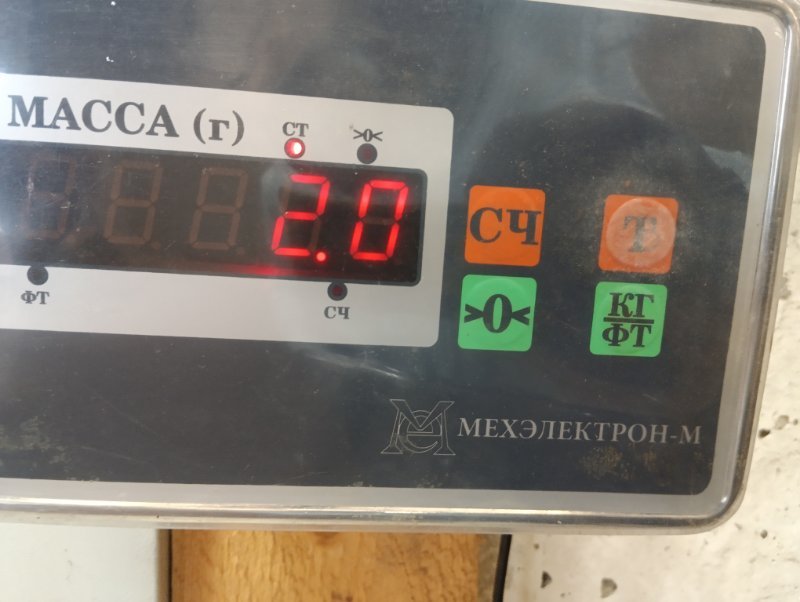 МАССА (г)
СТ
>0<
2.0
ФТ
СЧ
СЧ
Т
>0<
КГ
ФТ
МЕХЭЛЕКТРОН-М